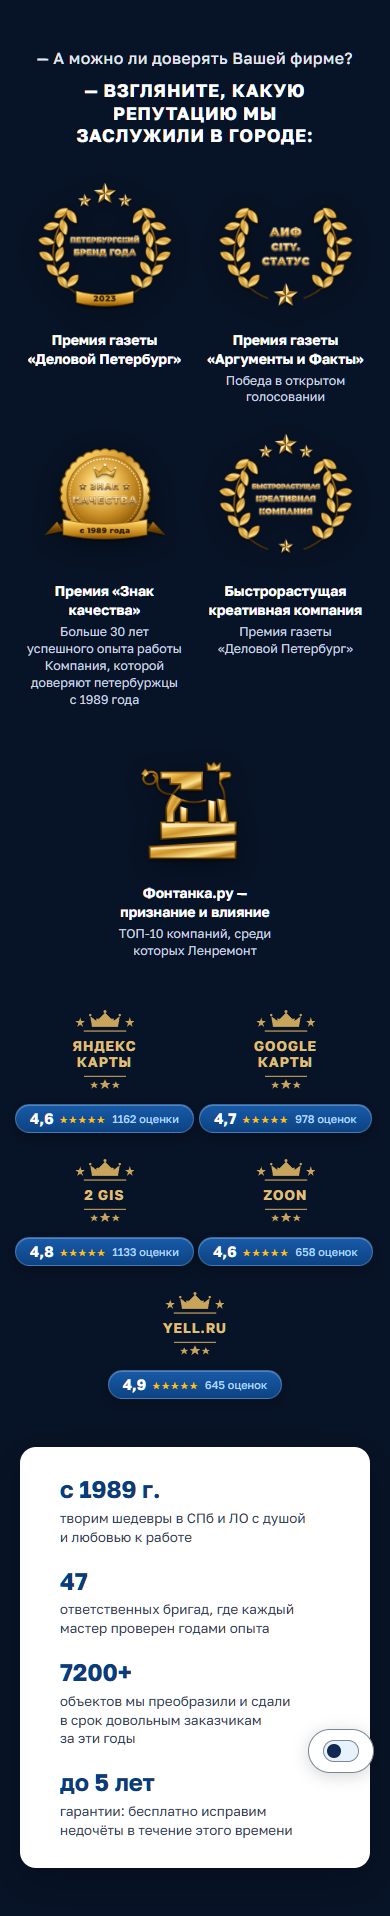 — А можно ли доверять Вашей фирме?
— ВЗГЛЯНИТЕ, КАКУЮ
РЕПУТАЦИЮ МЫ
ЗАСЛУЖИЛИ В ГОРОДЕ:
ПЕТЕРБУРГСКИЙ
БРЕНД ГОДА
2023
АИФ
CITY.
СТАТУС
Премия газеты
«Деловой Петербург»
Премия газеты
«Аргументы и Факты»
Победа в открытом
голосовании
ЗНАК
КАЧЕСТВА
с 1989 года
БЫСТРОРАСТУЩАЯ
КРЕАТИВНАЯ
КОМПАНИЯ
Премия «Знак
качества»
Больше 30 лет
успешного опыта работы
Компания, которой
доверяют петербуржцы
с 1989 года
Быстрорастущая
креативная компания
Премия газеты
«Деловой Петербург»
Фонтанка.ру —
признание и влияние
ТОП-10 компаний, среди
которых Ленремонт
ЯНДЕКС
КАРТЫ
4,6 ★★★★★ 1162 оценки
GOOGLE
КАРТЫ
4,7 ★★★★★ 978 оценок
2 GIS
4,8 ★★★★★ 1133 оценки
ZOON
4,6 ★★★★★ 658 оценок
YELL.RU
4,9 ★★★★★ 645 оценок
с 1989 г.
творим шедевры в СПб и ЛО с душой
и любовью к работе
47
ответственных бригад, где каждый
мастер проверен годами опыта
7200+
объектов мы преобразили и сдали
в срок довольным заказчикам
за эти годы
до 5 лет
гарантии: бесплатно исправим
недочёты в течение этого времени